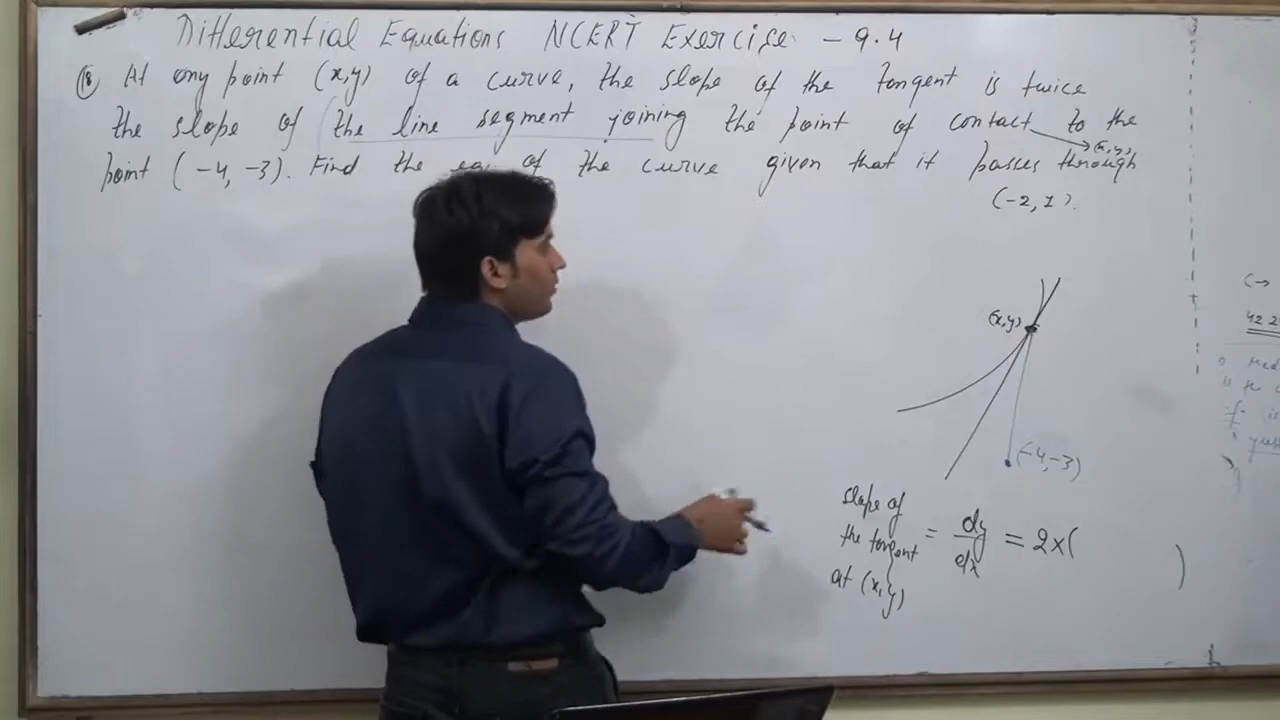 Differential Equations NCERT Exercise - 9.4
18 At any point (x,y) of a curve, the slope of the tangent is twice
the slope of the line segment joining the point of contact to the
(x,y)
point (-4, -3). Find the eqn of the curve given that it passes through
(-2, 1).
(x,y)
(-4,-3)
slope of
the tangent = dy/dx = 2x( )
at (x,y)
42 2